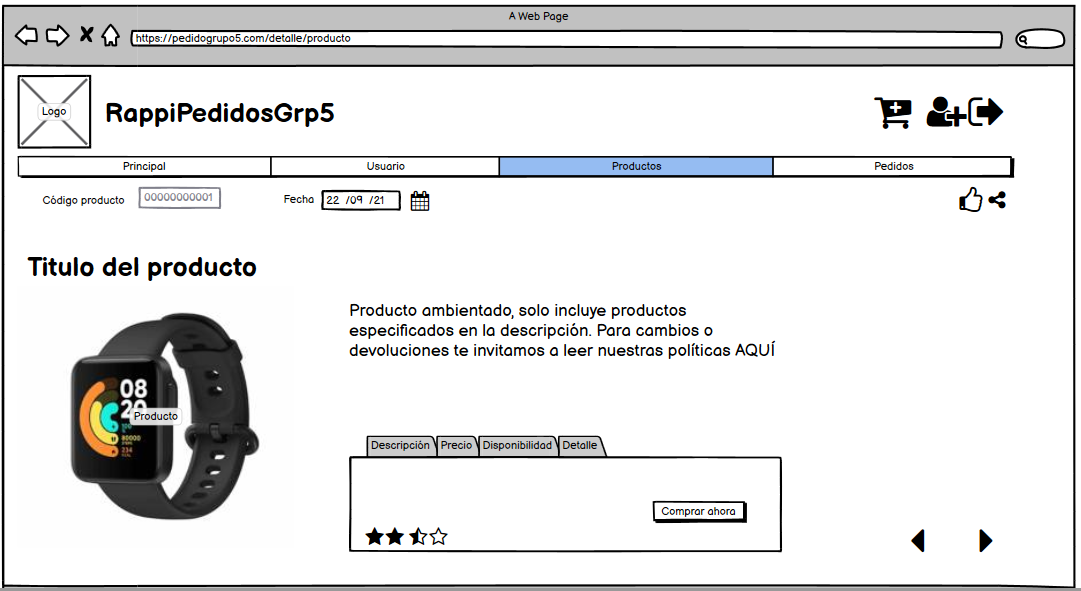 A Web Page
https://pedidogrupo5.com/detalle/producto
Logo
RappiPedidosGrp5
Principal
Usuario
Productos
Pedidos
Código producto
00000000001
Fecha
22 /09 /21
Titulo del producto
Producto ambientado, solo incluye productos
especificados en la descripción. Para cambios o
devoluciones te invitamos a leer nuestras políticas AQUÍ
08
Producto
80000
234
Descripción
Precio
Disponibilidad
Detalle
Comprar ahora